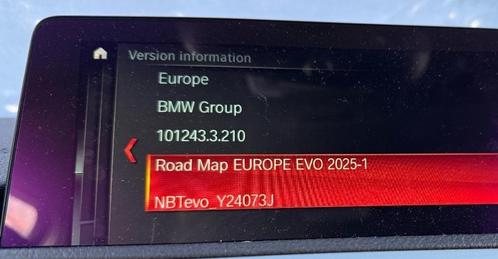 Version information
Europe
BMW Group
101243.3.210
Road Map EUROPE EVO 2025-1
NBTevo_Y24073J